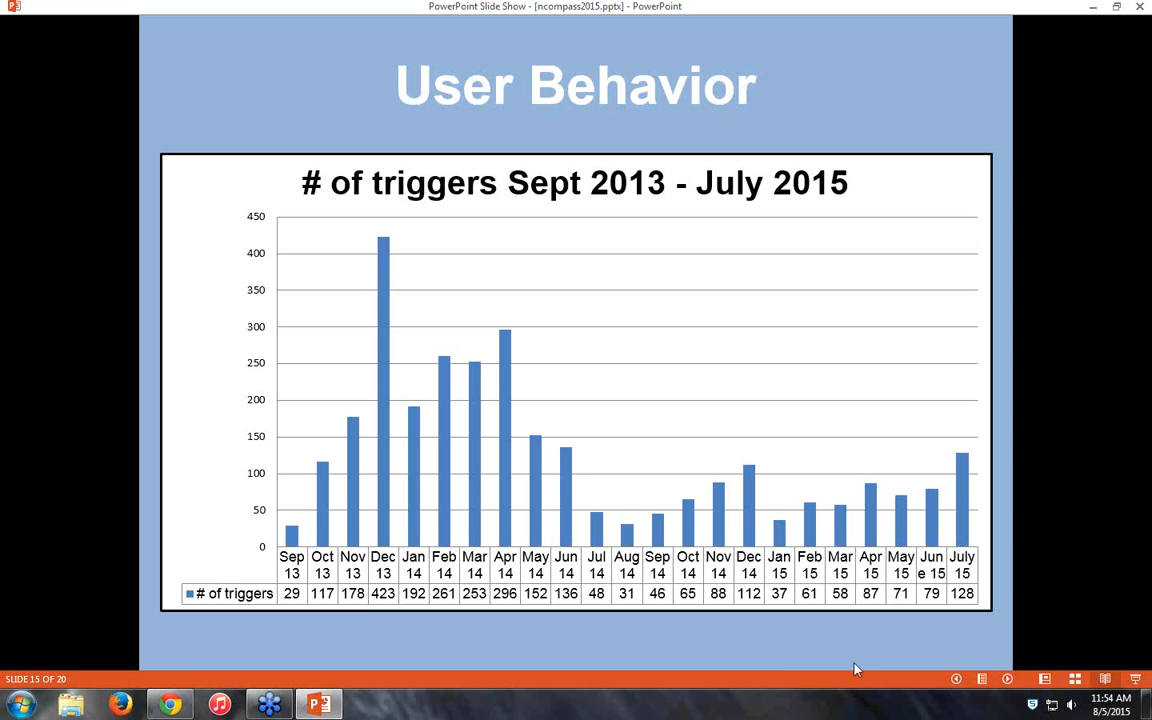 PowerPoint Slide Show - [ncompass2015.pptx] - PowerPoint
User Behavior
# of triggers Sept 2013 - July 2015
450
400
350
300
250
200
150
100
50
0
Sep Oct Nov Dec Jan Feb Mar Apr May Jun Jul Aug Sep Oct Nov Dec Jan Feb Mar Apr May Jun July
13 13 13 13 14 14 14 14 14 14 14 14 14 14 14 14 15 15 15 15 15 e 15 15
# of triggers 29 117 178 423 192 261 253 296 152 136 48 31 46 65 88 112 37 61 58 87 71 79 128
SLIDE 15 OF 20
11:54 AM
8/5/2015